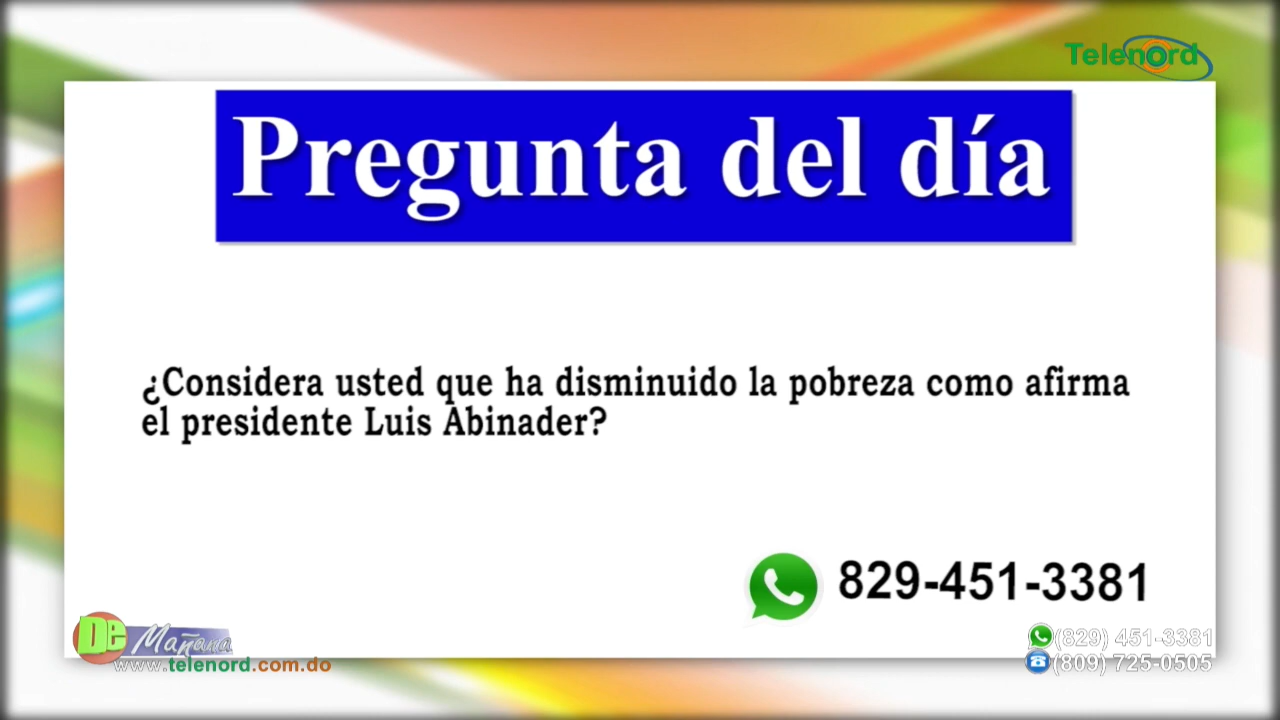 Telenord
Pregunta del día
¿Considera usted que ha disminuido la pobreza como afirma
el presidente Luis Abinader?
829-451-3381
De Mañana
www.telenord.com.do
(829) 451-3381
(809) 725-0505